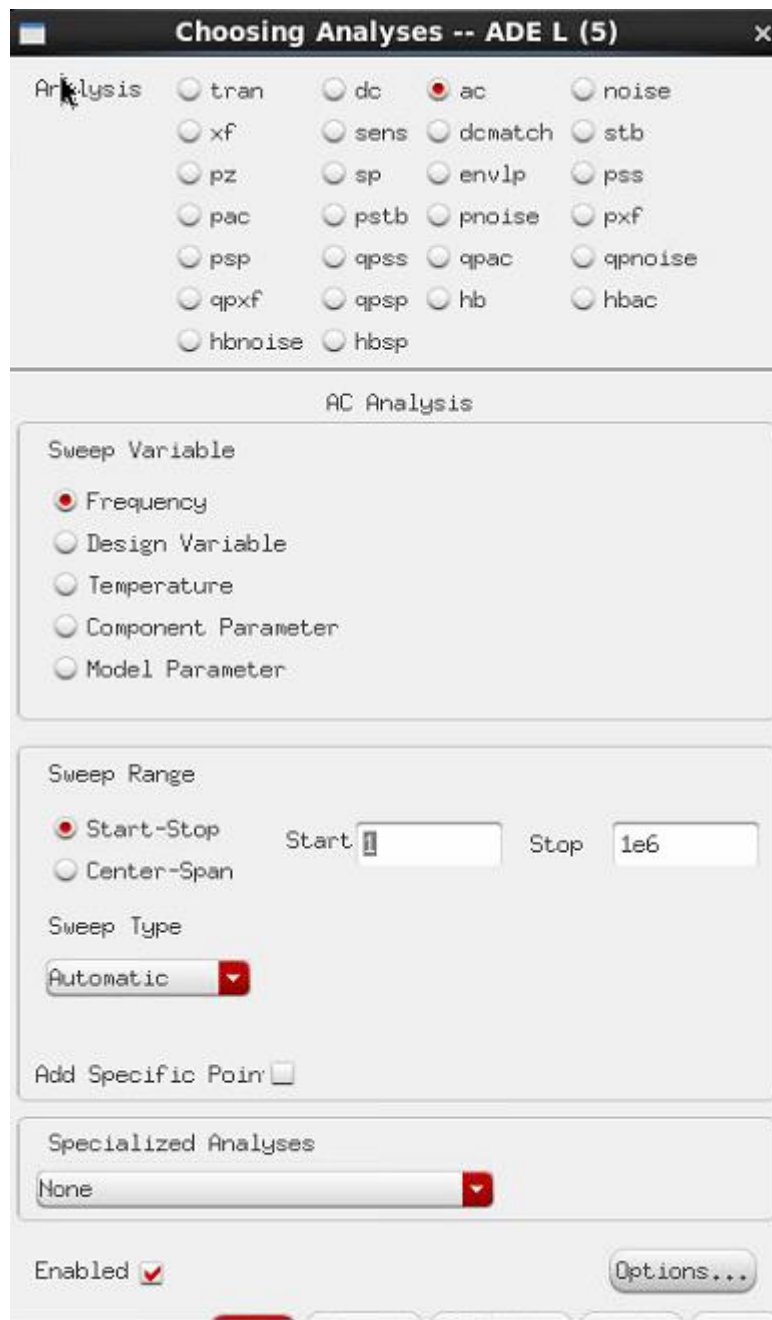 Choosing Analyses -- ADE L (5)
Analysis tran dc ac noise
xf sens dcmatch stb
pz sp envlp pss
pac pstb pnoise pxf
psp qpss qpac qpnoise
qpxf qpsp hb hbac
hbnoise hbsp
AC Analysis
Sweep Variable
Frequency
Design Variable
Temperature
Component Parameter
Model Parameter
Sweep Range
Start-Stop Start 1 Stop 1e6
Center-Span
Sweep Type
Automatic
Add Specific Poin
Specialized Analyses
None
Enabled Options...